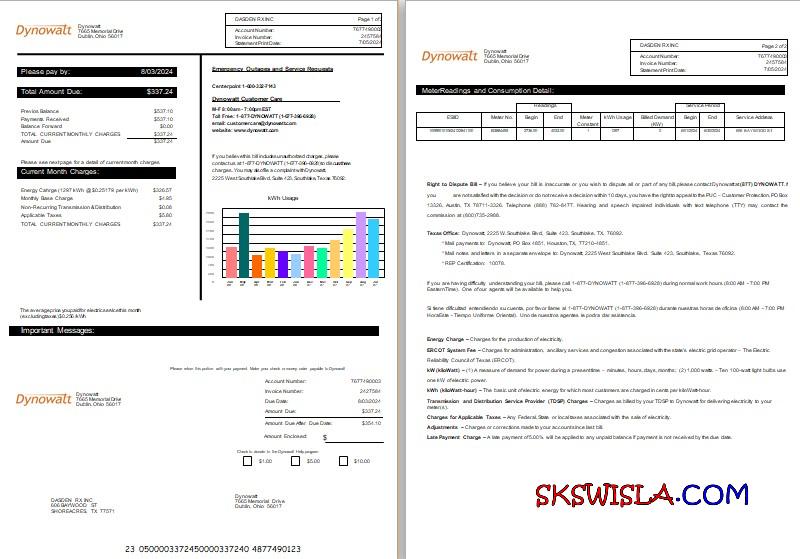 Dynowatt
Dynowatt
7665 Memorial Drive
Dublin, Ohio 56017
DASDEN RX INC
Page 1 of 2
Account Number: 7677490003
Invoice Number: 2427584
Statement Print Date: 7/05/2024
Please pay by: 8/03/2024
Total Amount Due: $337.24
Previous Balance $537.10
Payments Received $537.10
Balance Forward $0.00
TOTAL CURRENT MONTHLY CHARGES $337.24
Amount Due $337.24
Please see next page for a detail of current month charges
Current Month Charges:
Energy Canrge (1297 kWH @ $0.25179 per kWH) $326.57
Monthly Base Charge $4.95
Non-Recurring Transmission/Distribution $0.08
Applicable Taxes $5.80
TOTAL CURRENT MONTHLY CHARGES $337.24
Emergency Outages and Service Requests
Centerpoint 1-800-332-7143
Dynowatt Customer Care
M-F 8:00am - 7:00pm EST
Toll Free: 1-877-DYNOWATT (1-877-396-6928)
email: customercare@dynowatt.com
website: www.dynowatt.com
If you believe this bill includes unauthorized charges, please
contact us at 1-877-DYNOWATT (1-877-396-6928) to discuss these
charges. You may also file a complaint with Dynowatt,
2225 West Southlake Blvd, Suite 423, Southlake, TX 76092.
kWh Usage
The average price you paid for electric service this month
(excluding taxes) $0.256 kWh
Important Messages:
Please return this portion with your payment. Make your check or money order payable to Dynowatt
Dynowatt
Dynowatt
7665 Memorial Drive
Dublin, Ohio 56017
Account Number: 7677490003
Invoice Number: 2427584
Due Date: 8/03/2024
Amount Due: $337.24
Amount Due After Due Date: $354.10
Amount Enclosed: $
Check to donate to the Dynowatt Help program
$1.00 $5.00 $10.00
DASDEN RX INC
606 BAYWOOD ST
SHOREACRES, TX 77571
Dynowatt
7665 Memorial Drive
Dublin, Ohio 56017
23 050000337245000033724​0 4877490123
Dynowatt
Dynowatt
7665 Memorial Drive
Dublin, Ohio 56017
DASDEN RX INC
Page 2 of 2
Account Number: 7677490003
Invoice Number: 2427584
Statement Print Date: 7/05/2024
MeterReadings and Consumption Detail:
Readings Service Period
ESIID Meter No. Begin End Meter Constant kWh Usage Billed Demand (KW) Begin End Service Address
Right to Dispute Bill – If you believe your bill is inaccurate or you wish to dispute all or part of any bill, please contact Dynowatt at (877) DYNOWATT. If
you are not satisfied with the decision or do not receive a decision within 10 days, you have the rights to appeal to the PUC – Customer Protection, PO Box
13326, Austin, TX 78711-3326. Telephone (888) 782-8477. Hearing and speech impaired individuals with text telephone (TTY) may contact the
commission at (800)735-2988.
Texas Office: Dynowatt, 2225 W. Southlake Blvd, Suite 423, Southlake, TX, 76092.
*Mail payments to: Dynowatt, PO Box 4851, Houston, TX, 77210-4851.
*Mail notes and letters in a separate envelope to: Dynowatt, 2225 West Southlake Blvd, Suite 423, Southlake, Texas 76092.
*REP Certification: 10078.
If you are having difficulty understanding your bill, please call 1-877-DYNOWATT (1-877-396-6928) during normal work hours (8:00 AM - 7:00 PM
Eastern Time). One of our agents will be available to help you.
Si tiene dificultad entendiendo su cuenta, por favor llame al 1-877-DYNOWATT (1-877-396-6928) durante nuestras horas de oficina (8:00 AM – 7:00 PM
Hora Este - Tiempo Uniforme Oriental). Uno de nuestros agentes le podra dar asistencia.
Energy Charge – Charges for the production of electricity.
ERCOT System Fee – Charges for administration, ancillary services and congestion associated with the state's electric grid operator – The Electric
Reliability Council of Texas (ERCOT).
kW (kiloWatt) – (1) A measure of demand for power during a preset time – minutes, hours, days, months; (2) 1,000 watts. - Ten 100-watt light bulbs use
one kW of electric power.
kWh (kiloWatt-hour) – The basic unit of electric energy for which most customers are charged in cents per kiloWatt-hour.
Transmission and Distribution Service Provider (TDSP) Charges – Charges as billed by your TDSP to Dynowatt for delivering electricity to your
meter(s).
Charges for Applicable Taxes – Any Federal, State or local taxes associated with the sale of electricity.
Adjustments – Charges or corrections made to your account since last bill.
Late Payment Charge – A late payment of 5.00% will be applied to any unpaid balance if payment is not received by the due date.
SKSWISLA.COM